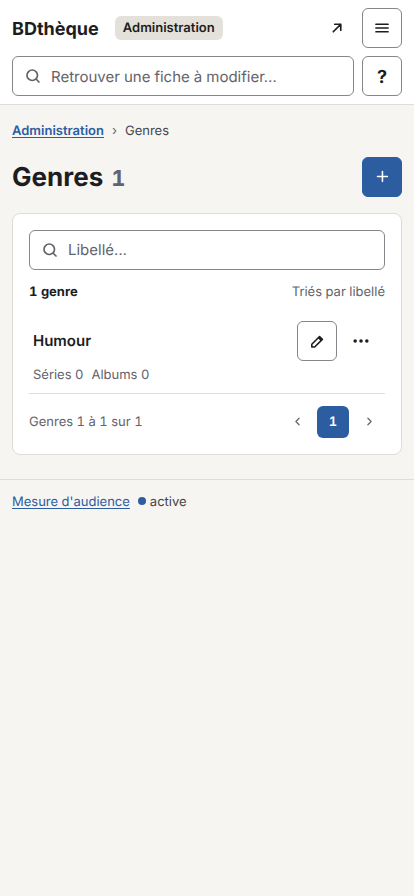 BDthèque Administration
Retrouver une fiche à modifier... ?
Administration › Genres
Genres 1
Libellé...
1 genre Triés par libellé
Humour
Séries 0 Albums 0
Genres 1 à 1 sur 1 ‹ 1 ›
Mesure d'audience active